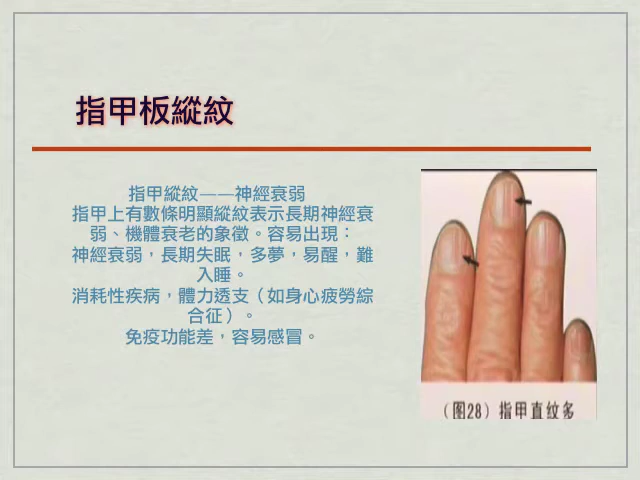 指甲板縱紋
指甲縱紋——神經衰弱
指甲上有數條明顯縱紋表示長期神經衰
弱、機體衰老的象徵。容易出現：
神經衰弱，長期失眠，多夢，易醒，難
入睡。
消耗性疾病，體力透支（如身心疲勞綜
合征）。
免疫功能差，容易感冒。
（图28）指甲直纹多